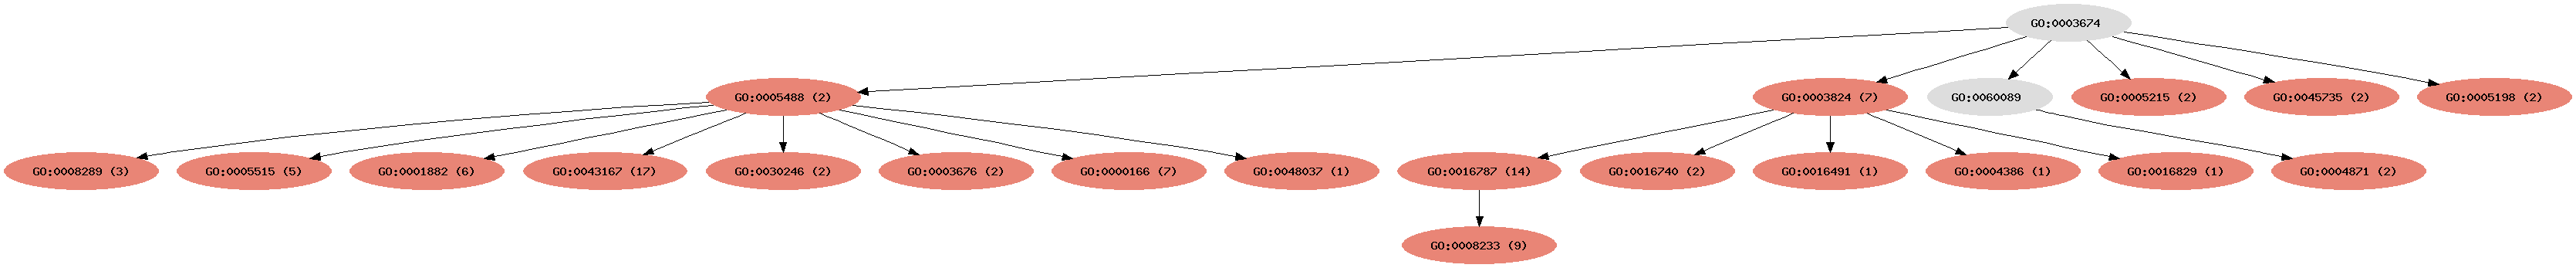 GO:0003674
GO:0005488 (2)
GO:0003824 (7)
GO:0060089
GO:0005215 (2)
GO:0045735 (2)
GO:0005198 (2)
GO:0008289 (3)
GO:0005515 (5)
GO:0001882 (6)
GO:0043167 (17)
GO:0030246 (2)
GO:0003676 (2)
GO:0000166 (7)
GO:0048037 (1)
GO:0016787 (14)
GO:0016740 (2)
GO:0016491 (1)
GO:0004386 (1)
GO:0016829 (1)
GO:0004871 (2)
GO:0008233 (9)